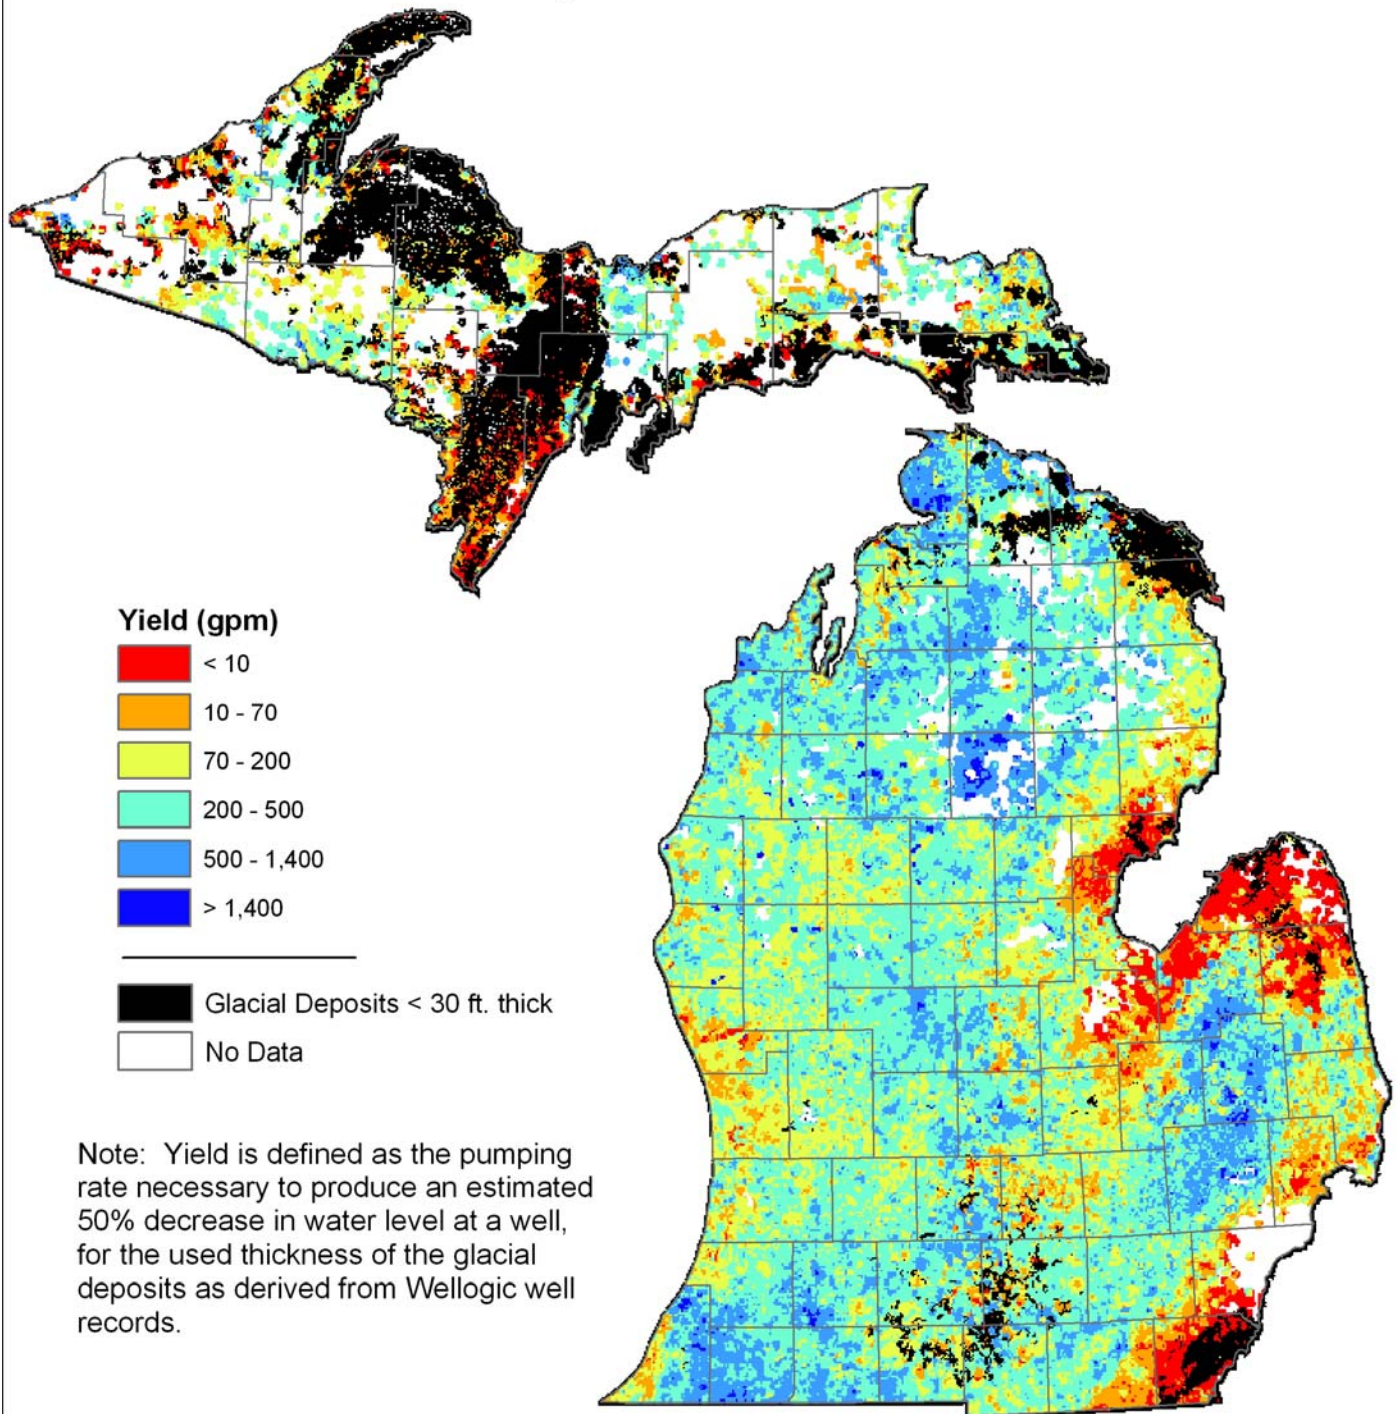 Yield (gpm)
< 10
10 - 70
70 - 200
200 - 500
500 - 1,400
> 1,400
Glacial Deposits < 30 ft. thick
No Data
Note:  Yield is defined as the pumping
rate necessary to produce an estimated
50% decrease in water level at a well,
for the used thickness of the glacial
deposits as derived from Wellogic well
records.